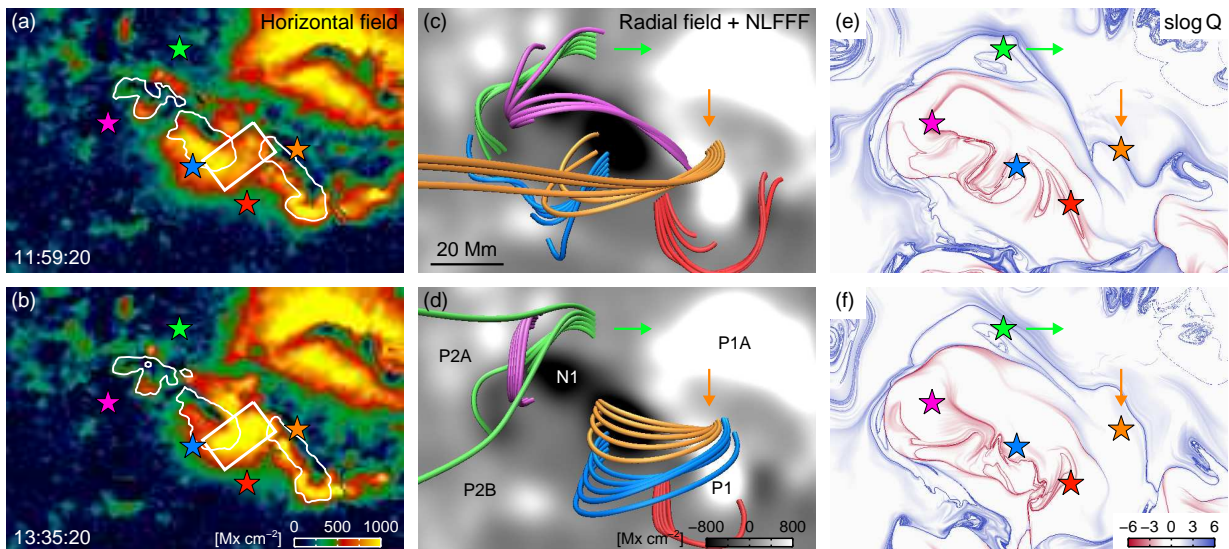 (a) Horizontal field
11:59:20
(c) Radial field + NLFFF
20 Mm
(e) slog Q
(b)
13:35:20
[Mx cm⁻²] 0 500 1000
(d)
P2A
N1
P1A
P2B
P1
[Mx cm⁻²] −800 0 800
(f)
−6 −3 0 3 6